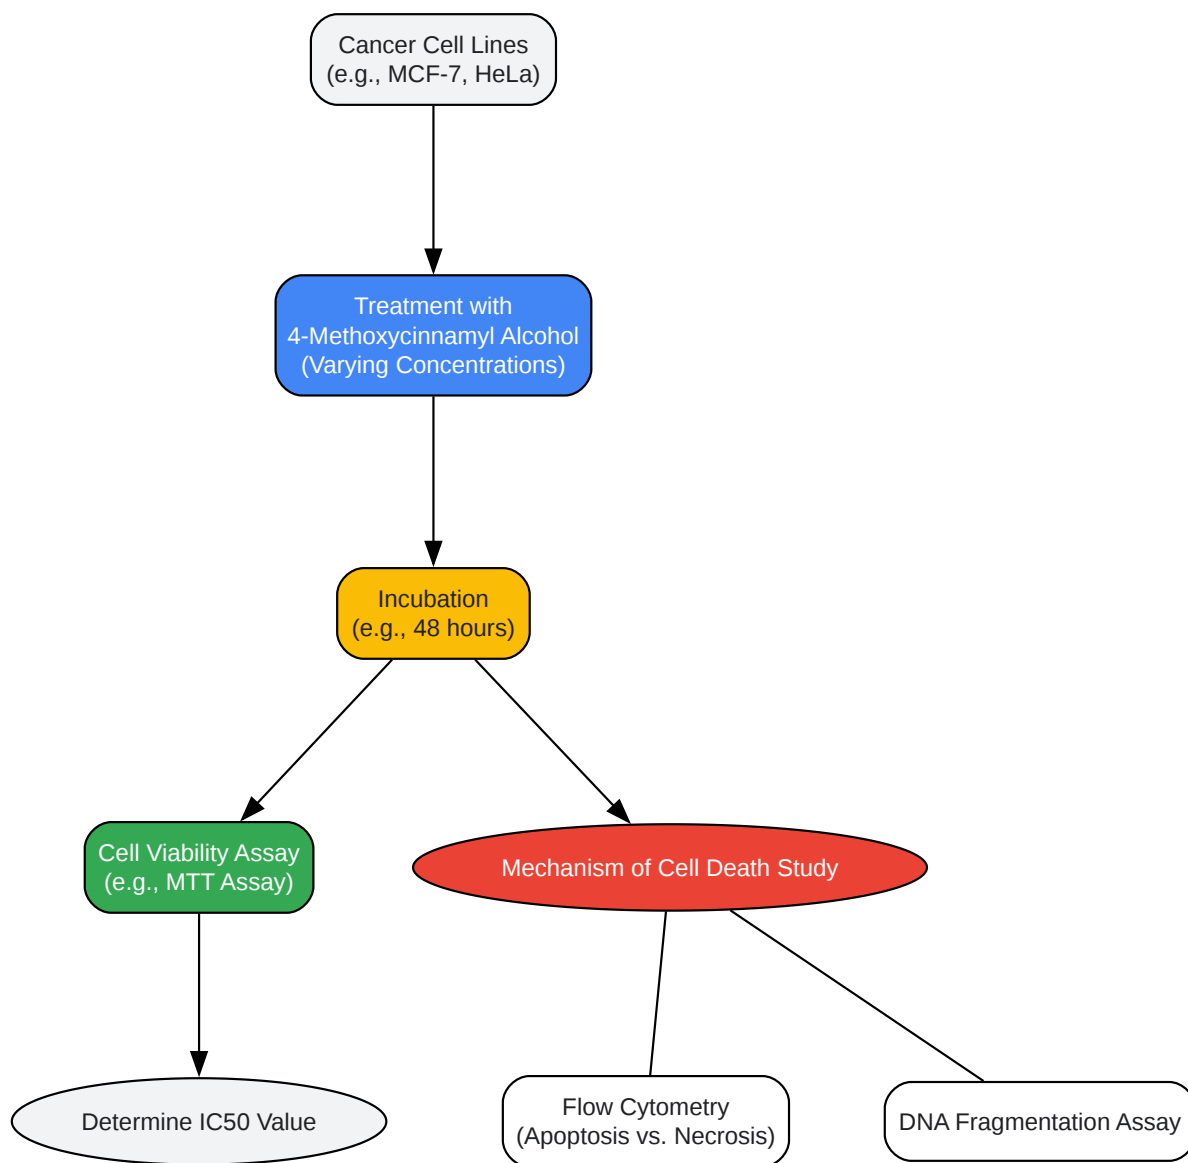 Cancer Cell Lines
(e.g., MCF-7, HeLa)
Treatment with
4-Methoxycinnamyl Alcohol
(Varying Concentrations)
Incubation
(e.g., 48 hours)
Cell Viability Assay
(e.g., MTT Assay)
Mechanism of Cell Death Study
Determine IC50 Value
Flow Cytometry
(Apoptosis vs. Necrosis)
DNA Fragmentation Assay